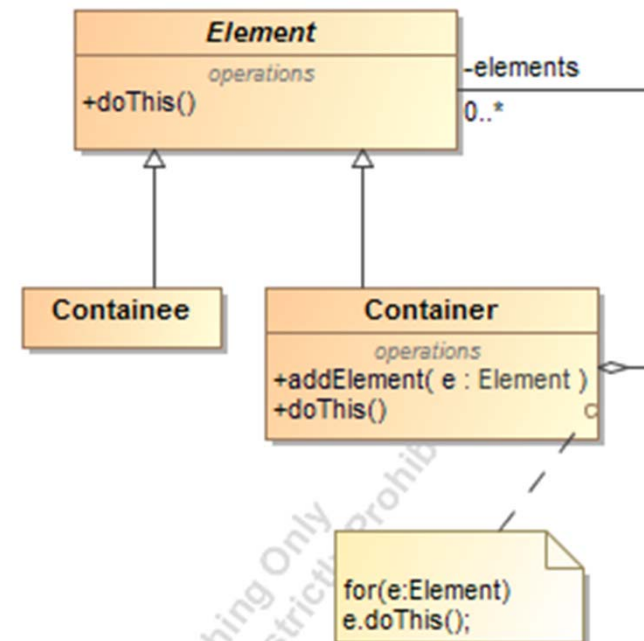 Element
operations
+doThis()
-elements
0..*
Containee
Container
operations
+addElement( e : Element )
+doThis()
for(e:Element)
e.doThis();